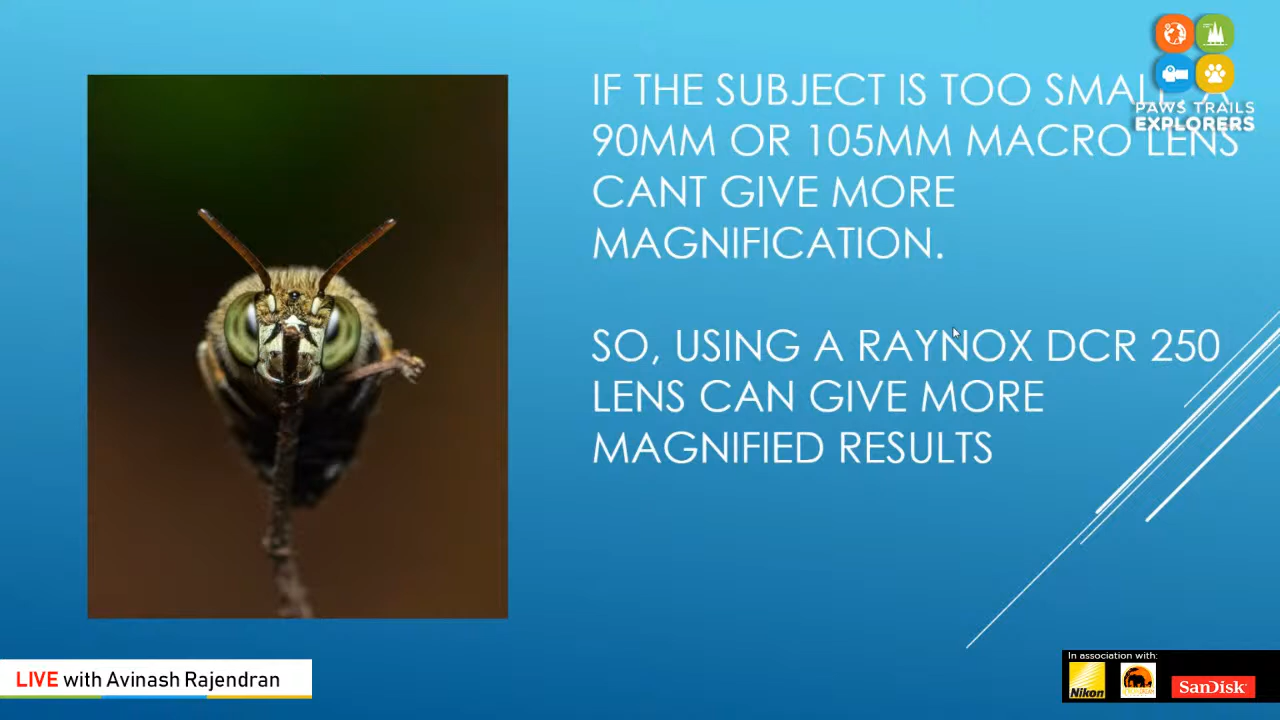 IF THE SUBJECT IS TOO SMALL, A
90MM OR 105MM MACRO LENS
CANT GIVE MORE
MAGNIFICATION.
SO, USING A RAYNOX DCR 250
LENS CAN GIVE MORE
MAGNIFIED RESULTS
PAWS TRAILS
EXPLORERS
LIVE with Avinash Rajendran
In association with:
Nikon
SanDisk